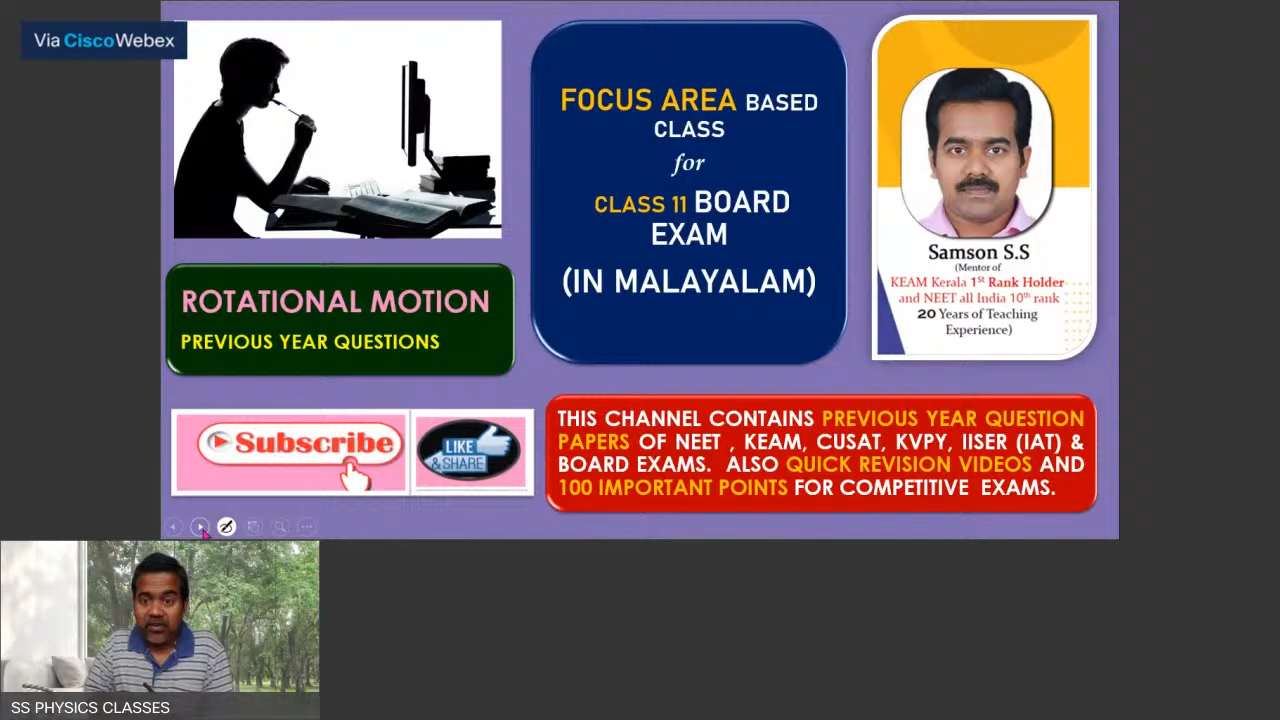 Via Cisco Webex
FOCUS AREA BASED
CLASS
for
CLASS 11 BOARD
EXAM
(IN MALAYALAM)
Samson S.S
(Mentor of
KEAM Kerala 1St Rank Holder
and NEET all India 10th rank
20 Years of Teaching
Experience)
ROTATIONAL MOTION
PREVIOUS YEAR QUESTIONS
Subscribe
LIKE
& SHARE
THIS CHANNEL CONTAINS PREVIOUS YEAR QUESTION
PAPERS OF NEET , KEAM, CUSAT, KVPY, IISER (IAT) &
BOARD EXAMS. ALSO QUICK REVISION VIDEOS AND
100 IMPORTANT POINTS FOR COMPETITIVE EXAMS.
SS PHYSICS CLASSES